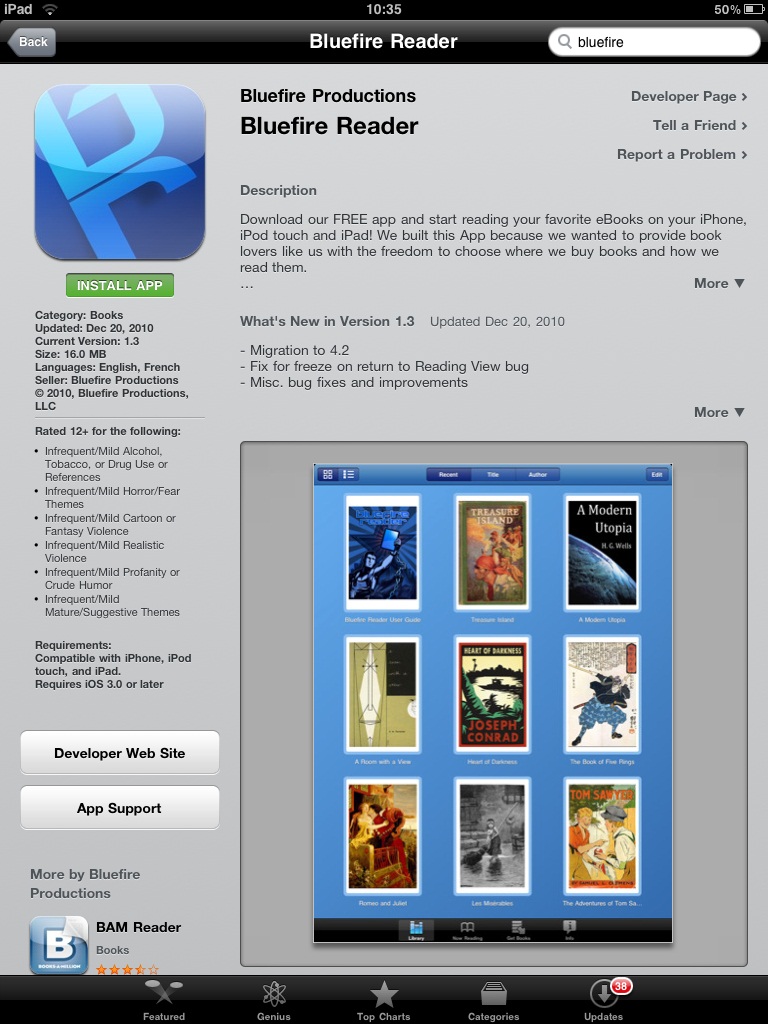 iPad
10:35
50%
Back
Bluefire Reader
bluefire
Bluefire Productions
Bluefire Reader
Developer Page ›
Tell a Friend ›
Report a Problem ›
INSTALL APP
Category: Books
Updated: Dec 20, 2010
Current Version: 1.3
Size: 16.0 MB
Languages: English, French
Seller: Bluefire Productions
© 2010, Bluefire Productions,
LLC
Rated 12+ for the following:
• Infrequent/Mild Alcohol,
Tobacco, or Drug Use or
References
• Infrequent/Mild Horror/Fear
Themes
• Infrequent/Mild Cartoon or
Fantasy Violence
• Infrequent/Mild Realistic
Violence
• Infrequent/Mild Profanity or
Crude Humor
• Infrequent/Mild
Mature/Suggestive Themes
Requirements:
Compatible with iPhone, iPod
touch, and iPad.
Requires iOS 3.0 or later
Developer Web Site
App Support
More by Bluefire
Productions
B
BOOKS-A-MILLION
BAM Reader
Books
Description
Download our FREE app and start reading your favorite eBooks on your iPhone,
iPod touch and iPad! We built this App because we wanted to provide book
lovers like us with the freedom to choose where we buy books and how we
read them.
...
More ▼
What's New in Version 1.3 Updated Dec 20, 2010
- Migration to 4.2
- Fix for freeze on return to Reading View bug
- Misc. bug fixes and improvements
More ▼
Recent Title Author Edit
bluefire
reader
TREASURE
ISLAND
A Modern
Utopia
H. G. Wells
Bluefire Reader User Guide
Treasure Island
A Modern Utopia
HEART OF DARKNESS
JOSEPH
CONRAD
A Room with a View
Heart of Darkness
The Book of Five Rings
TOM SAWYER
Romeo and Juliet
Les Misérables
The Adventures of Tom Sa...
Library
Now Reading
Get Books
Info
Featured
Genius
Top Charts
Categories
38
Updates